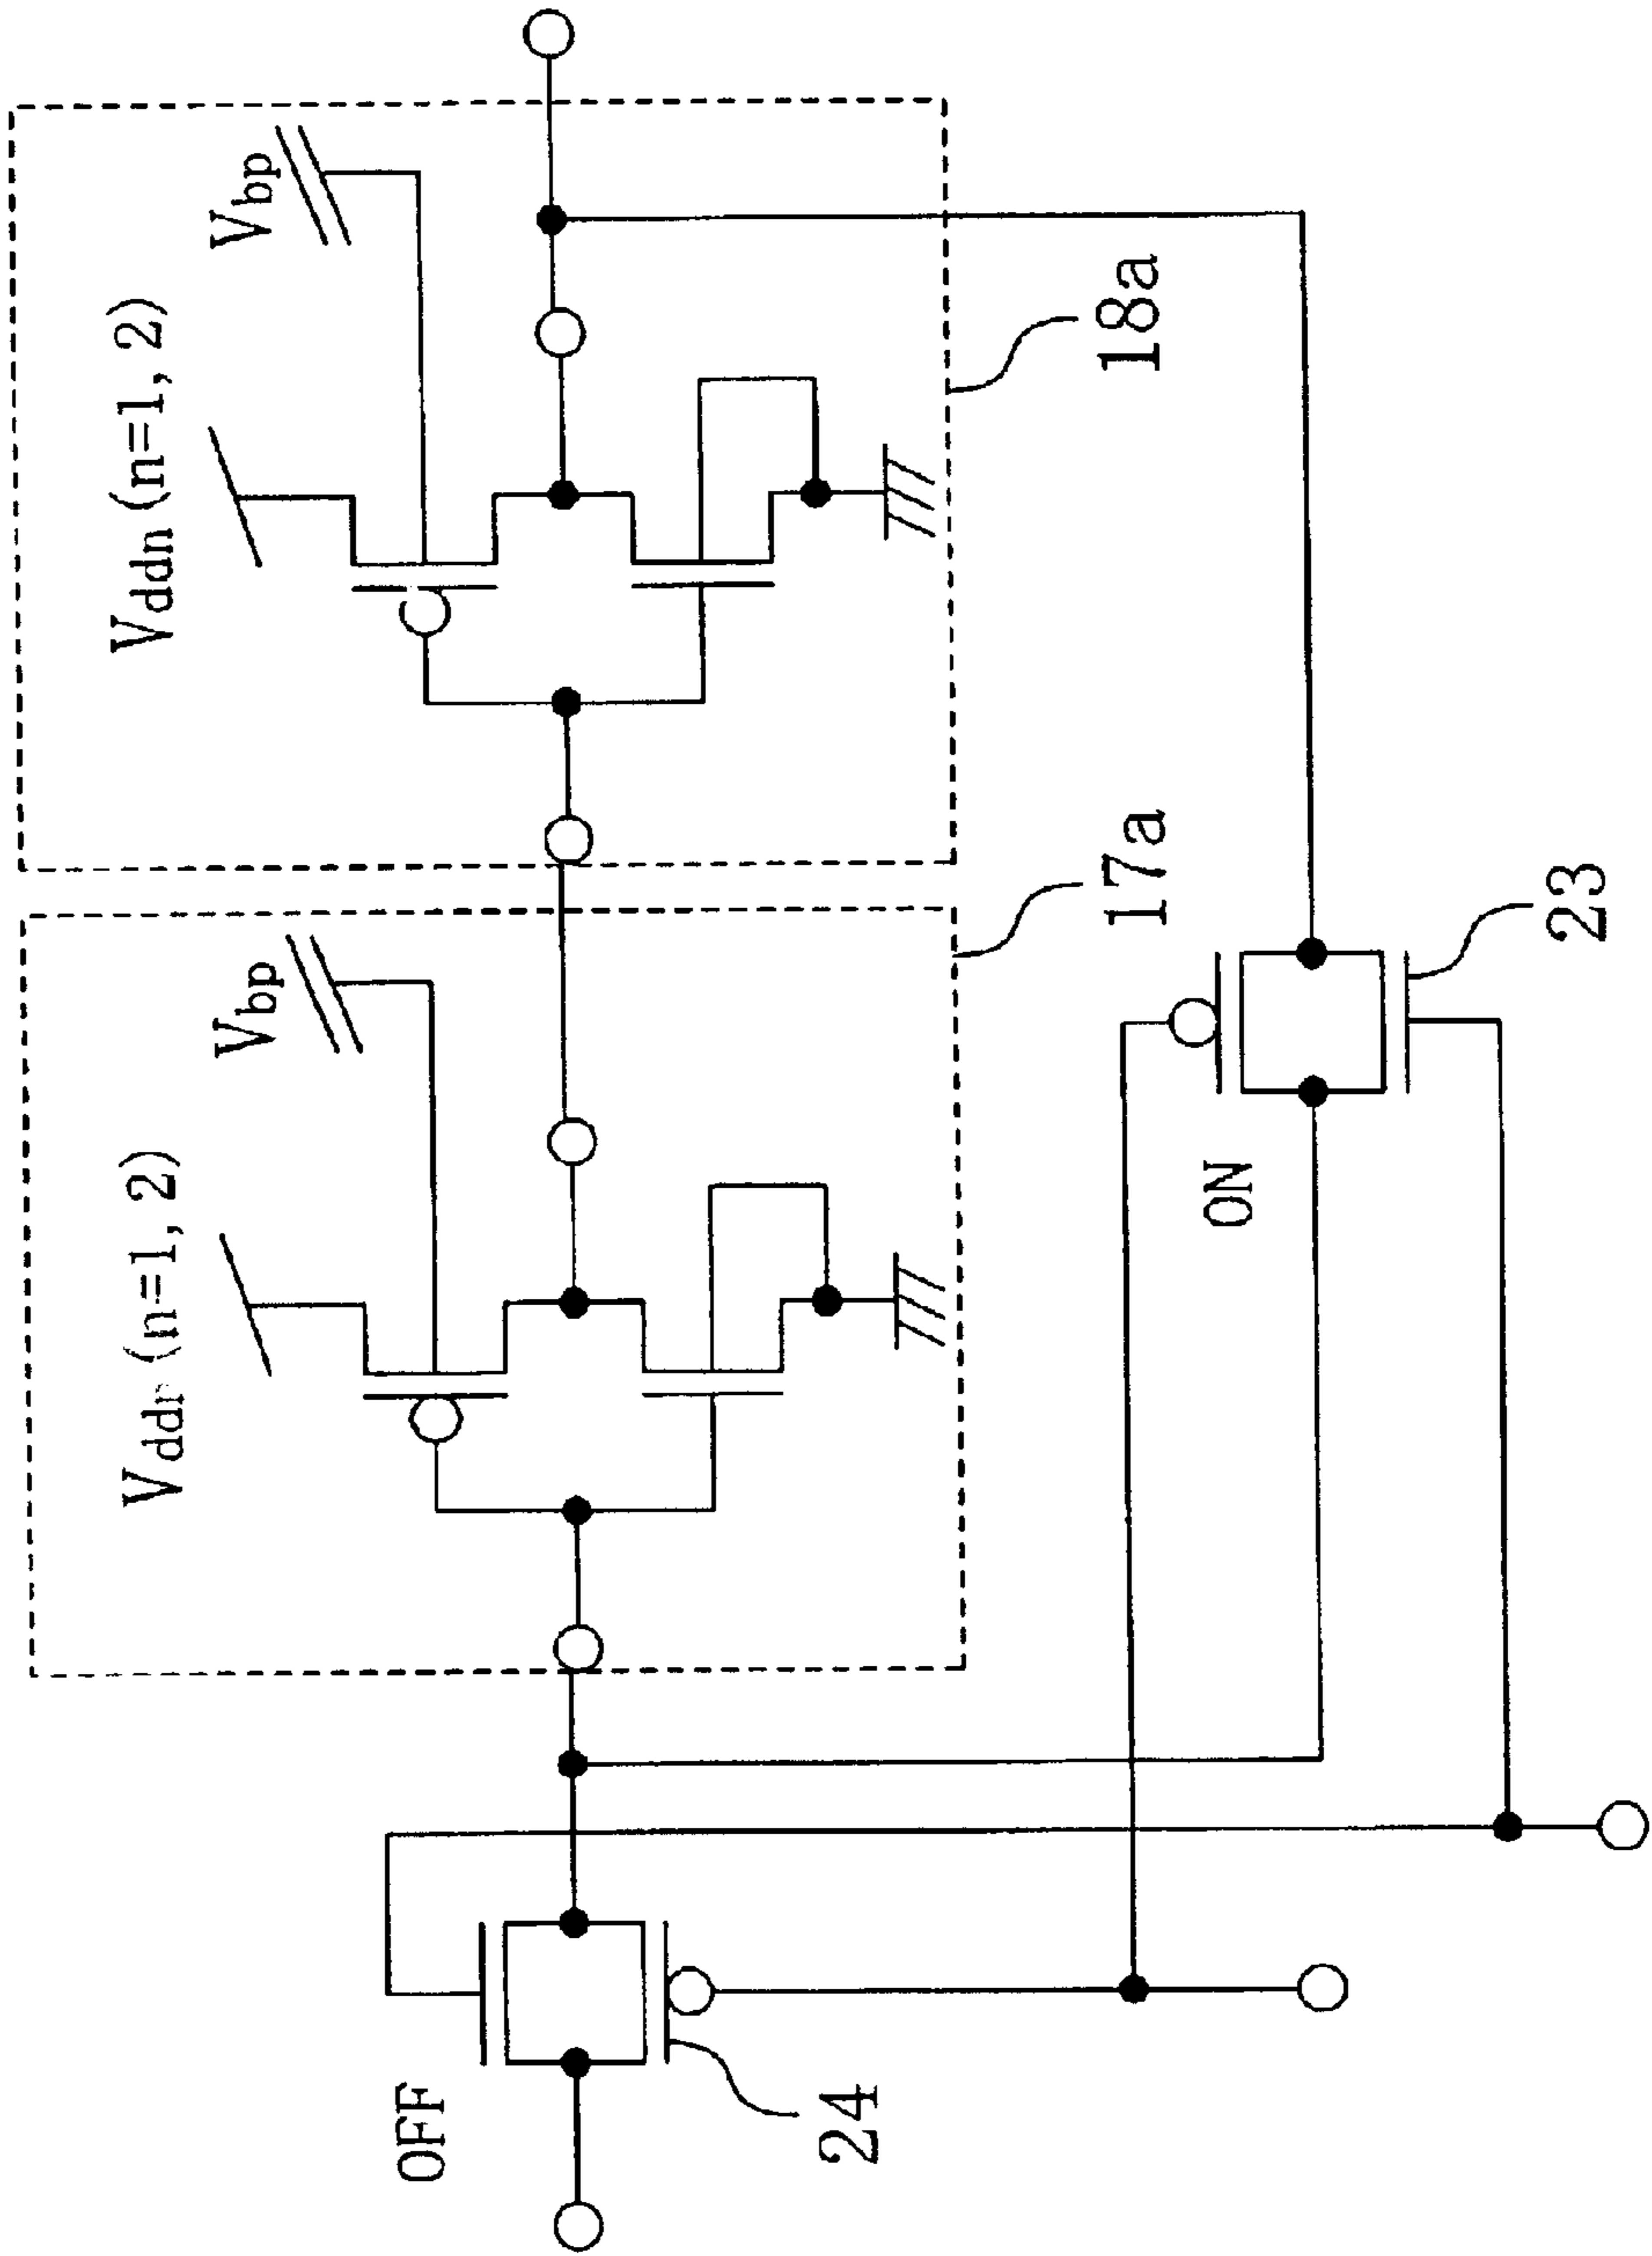 Vddn(n=1,2)
Vddn(n=1,2)
Vbp
Vbp
OFF
24
17a
18a
ON
23